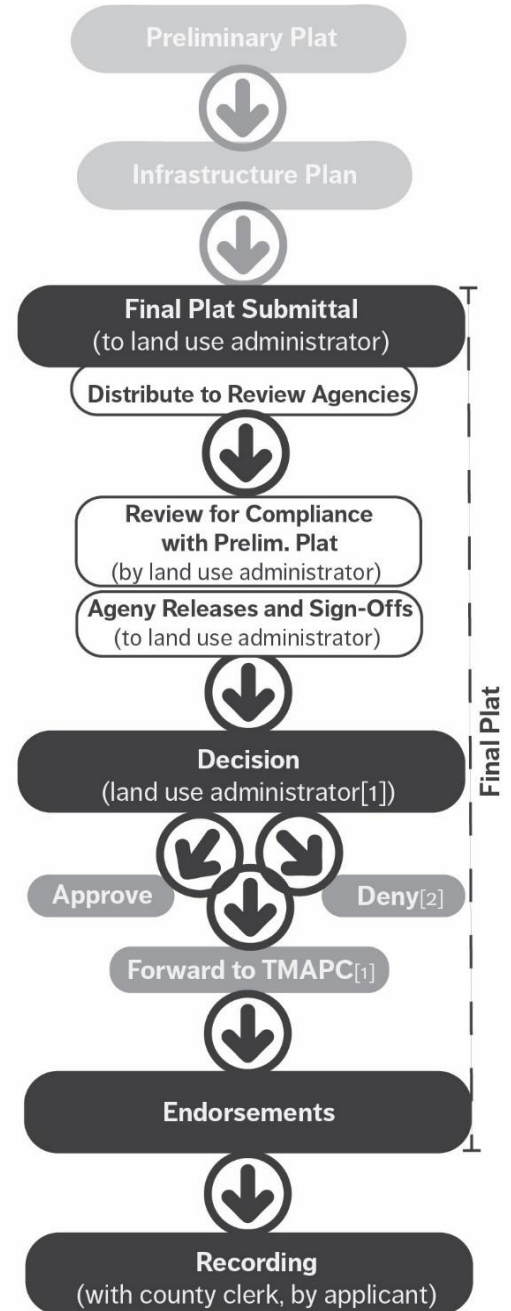 Preliminary Plat
Infrastructure Plan
Final Plat Submittal
(to land use administrator)
Distribute to Review Agencies
Review for Compliance
with Prelim. Plat
(by land use administrator)
Ageny Releases and Sign-Offs
(to land use administrator)
Decision
(land use administrator[1])
Approve
Deny[2]
Forward to TMAPC[1]
Endorsements
Recording
(with county clerk, by applicant)
Final Plat